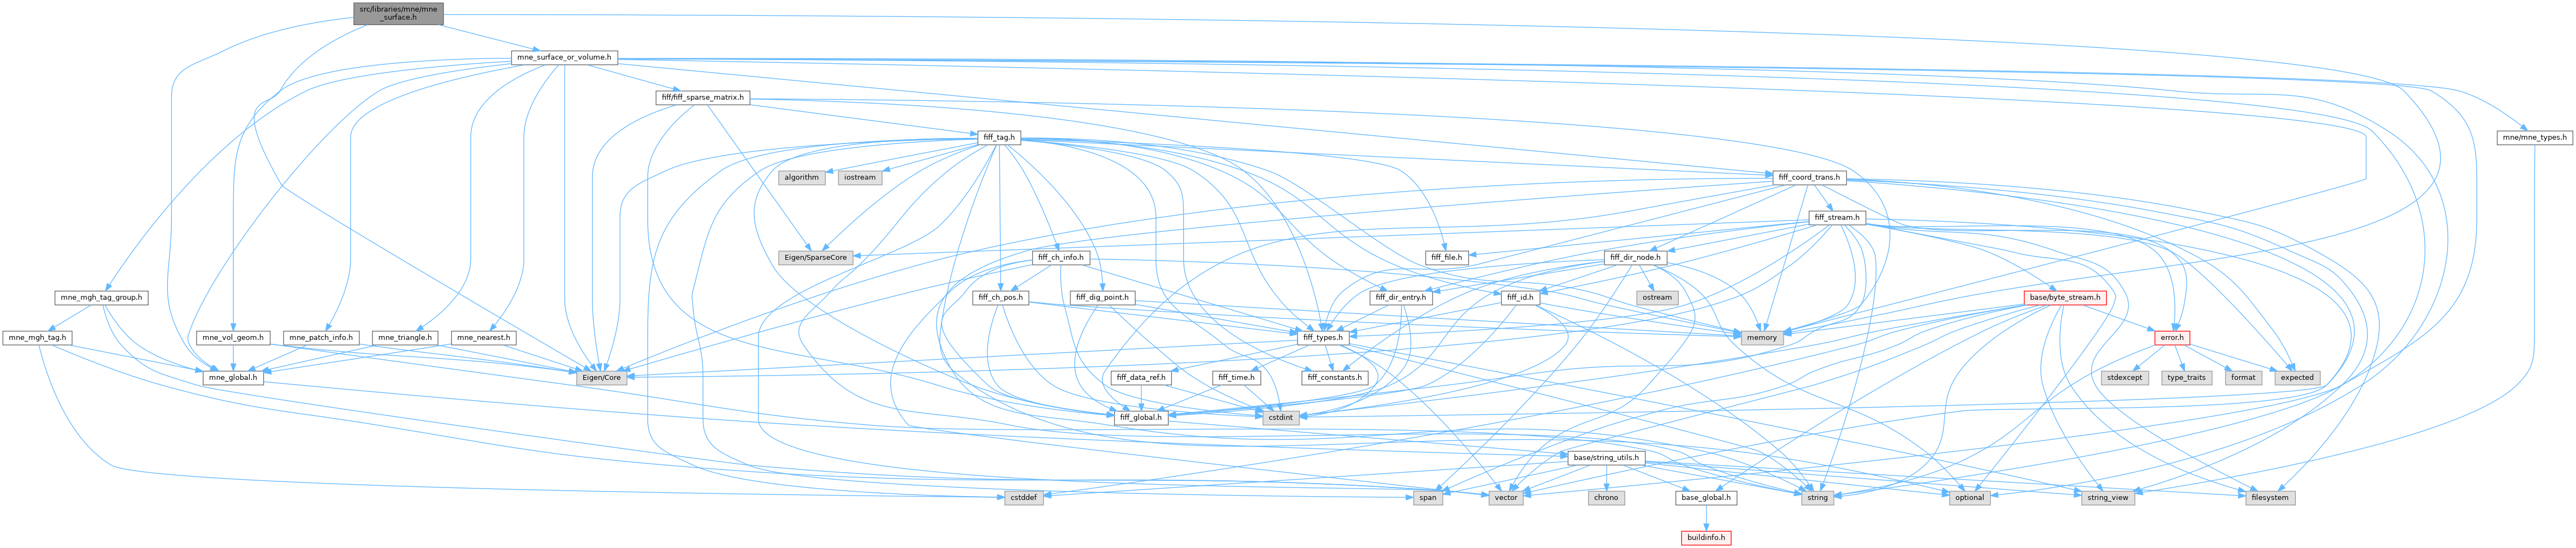 src/libraries/mne/mne
_surface.h
mne_surface_or_volume.h
fiff/fiff_sparse_matrix.h
fiff_tag.h
mne/mne_types.h
algorithm
iostream
fiff_coord_trans.h
fiff_stream.h
Eigen/SparseCore
fiff_ch_info.h
fiff_file.h
fiff_dir_node.h
mne_mgh_tag_group.h
fiff_ch_pos.h
fiff_dig_point.h
fiff_dir_entry.h
fiff_id.h
ostream
base/byte_stream.h
mne_mgh_tag.h
mne_vol_geom.h
mne_patch_info.h
mne_triangle.h
mne_nearest.h
fiff_types.h
memory
error.h
mne_global.h
Eigen/Core
fiff_data_ref.h
fiff_time.h
fiff_constants.h
stdexcept
type_traits
format
expected
fiff_global.h
cstdint
base/string_utils.h
cstddef
span
vector
chrono
base_global.h
string
optional
string_view
filesystem
buildinfo.h